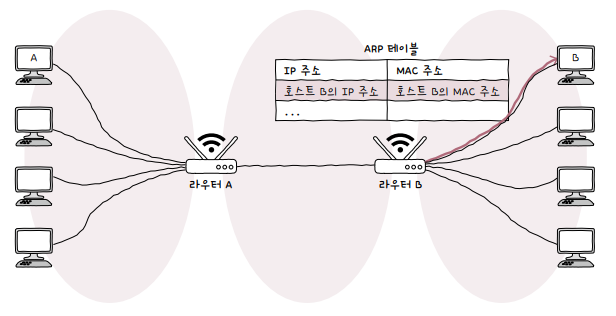 A
B
ARP 테이블
IP 주소 MAC 주소
호스트 B의 IP 주소 호스트 B의 MAC 주소
...
라우터 A
라우터 B